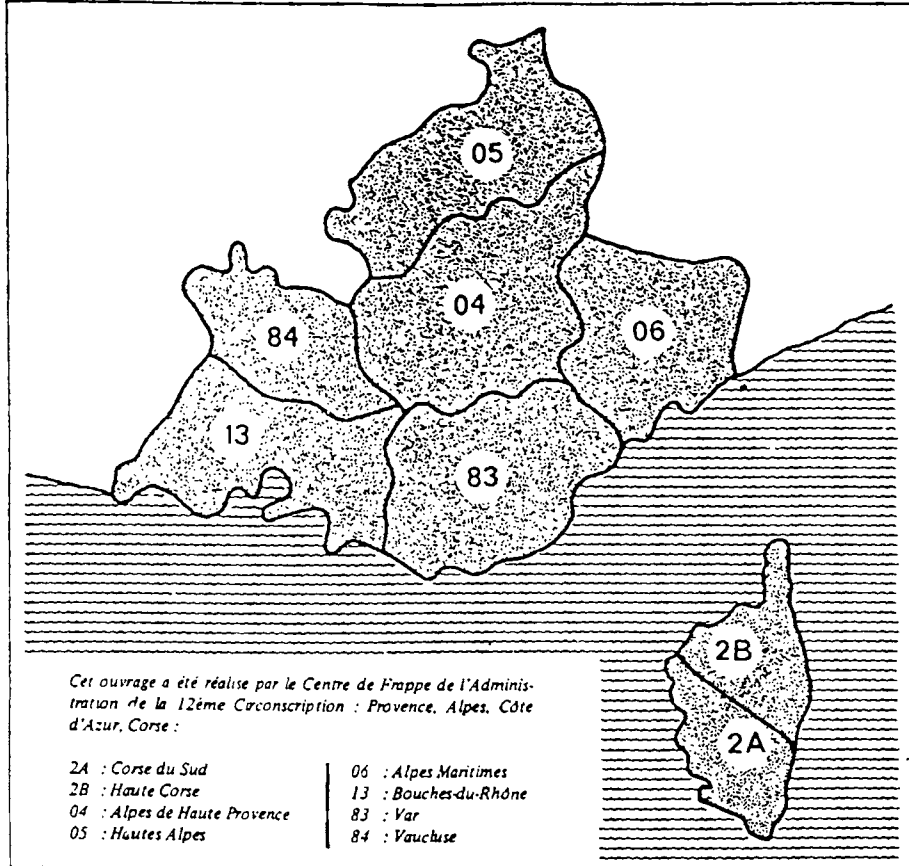 05
04
84
06
13
83
2B
2A
Cet ouvrage a été réalise par le Centre de Frappe de l'Adminis-
tration de la 12ème Circonscription : Provence, Alpes, Côte
d'Azur, Corse :
2A : Corse du Sud
2B : Haute Corse
04 : Alpes de Haute Provence
05 : Hautes Alpes
06 : Alpes Maritimes
13 : Bouches-du-Rhône
83 : Var
84 : Vaucluse